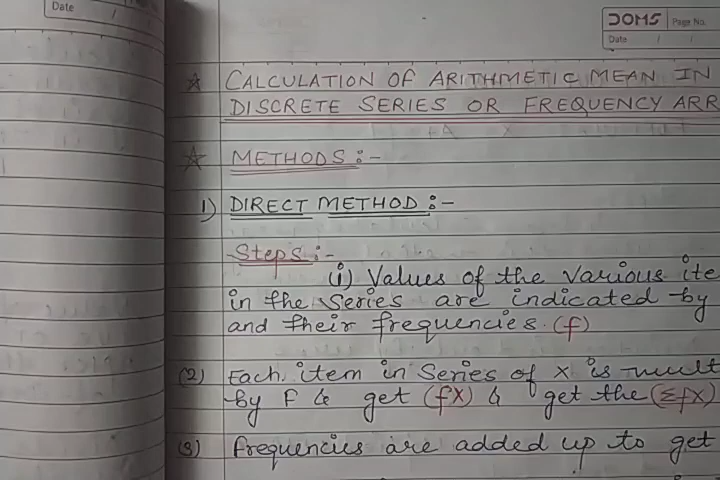 Date
DOMS Page No.
Date / /
☆ CALCULATION OF ARITHMETIC MEAN IN
DISCRETE SERIES OR FREQUENCY ARR
☆ METHODS :-
1) DIRECT METHOD :-
Steps :-
(i) Values of the various ite
in the Series are indicated by
and their frequencies. (f)
(2) Each item in Series of X is mult
by F & get (fX) & get the (Σfx)
(3) frequencies are added up to get